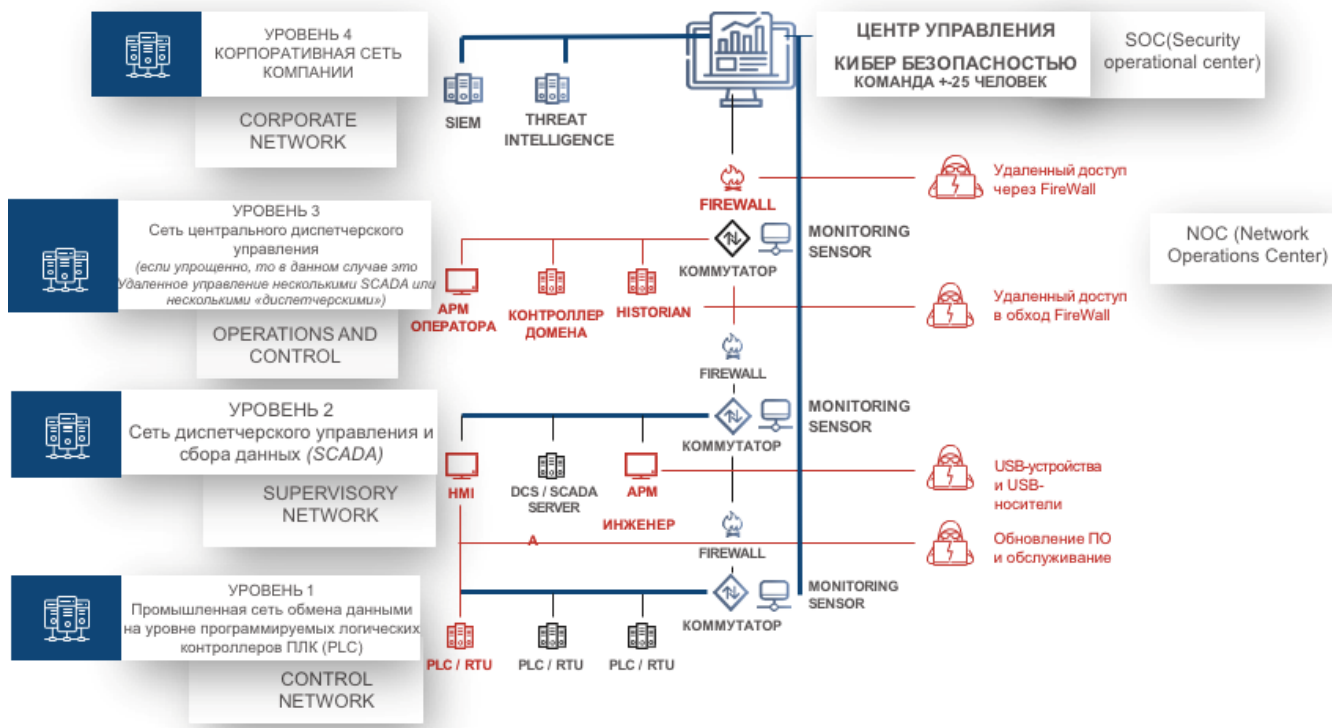 УРОВЕНЬ 4
КОРПОРАТИВНАЯ СЕТЬ
КОМПАНИИ
CORPORATE
NETWORK
SIEM
THREAT
INTELLIGENCE
ЦЕНТР УПРАВЛЕНИЯ
КИБЕР БЕЗОПАСНОСТЬЮ
КОМАНДА +-25 ЧЕЛОВЕК
SOC(Security
operational center)
FIREWALL
Удаленный доступ
через FireWall
УРОВЕНЬ 3
Сеть центрального диспетчерского
управления
(если упрощенно, то в данном случае это
Удаленное управление несколькими SCADA или
несколькими «диспетчерскими»)
OPERATIONS AND
CONTROL
КОММУТАТОР
MONITORING
SENSOR
NOC (Network
Operations Center)
АРМ
ОПЕРАТОРА
КОНТРОЛЛЕР
ДОМЕНА
HISTORIAN
Удаленный доступ
в обход FireWall
FIREWALL
УРОВЕНЬ 2
Сеть диспетчерского управления и
сбора данных (SCADA)
SUPERVISORY
NETWORK
КОММУТАТОР
MONITORING
SENSOR
HMI
DCS / SCADA
SERVER
АРМ
ИНЖЕНЕР
А
USB-устройства
и USB-
носители
FIREWALL
Обновление ПО
и обслуживание
УРОВЕНЬ 1
Промышленная сеть обмена данными
на уровне программируемых логических
контроллеров ПЛК (PLC)
CONTROL
NETWORK
КОММУТАТОР
MONITORING
SENSOR
PLC / RTU
PLC / RTU
PLC / RTU